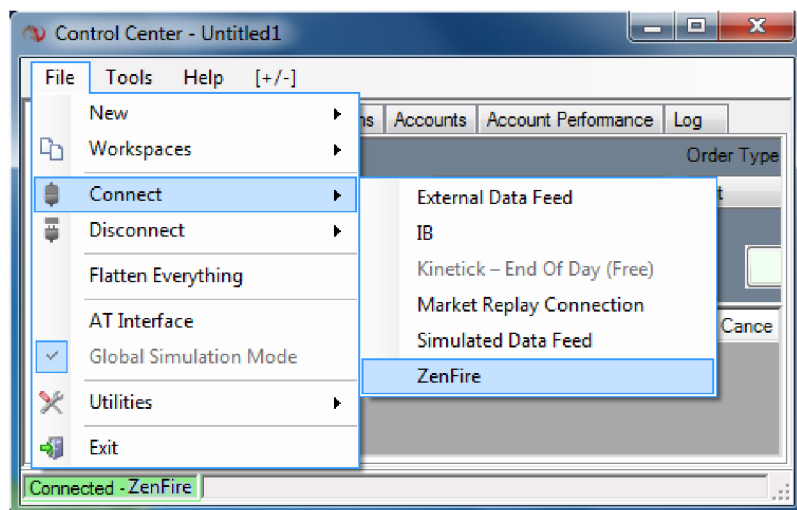 Control Center - Untitled1
File Tools Help [+/-]
New
Accounts Account Performance Log
Workspaces
Order Type
Connect
External Data Feed
Disconnect
IB
Flatten Everything
Kinetick – End Of Day (Free)
AT Interface
Market Replay Connection
Global Simulation Mode
Simulated Data Feed
Utilities
ZenFire
Exit
Connected - ZenFire